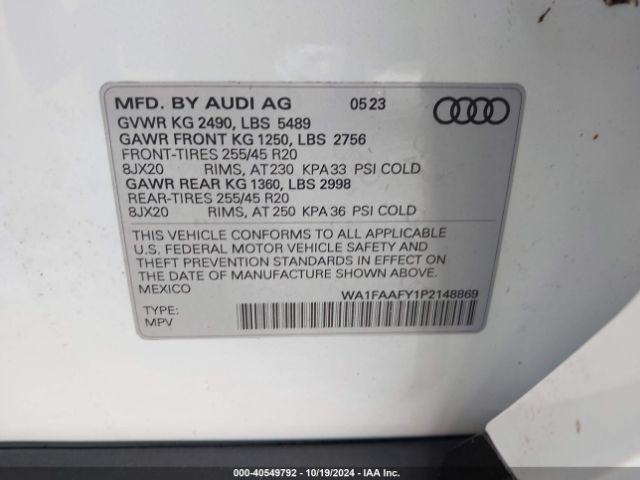 MFD. BY AUDI AG 05 23
GVWR KG 2490, LBS 5489
GAWR FRONT KG 1250, LBS 2756
FRONT-TIRES 255/45 R20
8JX20 RIMS, AT 230 KPA 33 PSI COLD
GAWR REAR KG 1360, LBS 2998
REAR-TIRES 255/45 R20
8JX20 RIMS, AT 250 KPA 36 PSI COLD
THIS VEHICLE CONFORMS TO ALL APPLICABLE
U.S. FEDERAL MOTOR VEHICLE SAFETY AND
THEFT PREVENTION STANDARDS IN EFFECT ON
THE DATE OF MANUFACTURE SHOWN ABOVE.
MEXICO
WA1FAAFY1P2148869
TYPE:
MPV
000-40549792 - 10/19/2024 - IAA Inc.